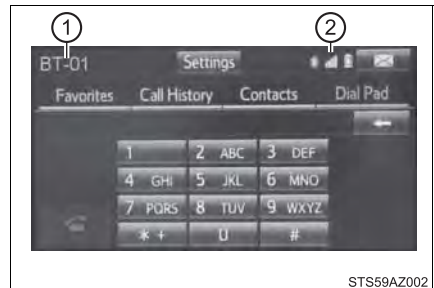 1 2
BT-01 Settings
Favorites Call History Contacts Dial Pad
1 2 ABC 3 DEF
4 GHI 5 JKL 6 MNO
7 PQRS 8 TUV 9 WXYZ
* + 0 #
STS59AZ002